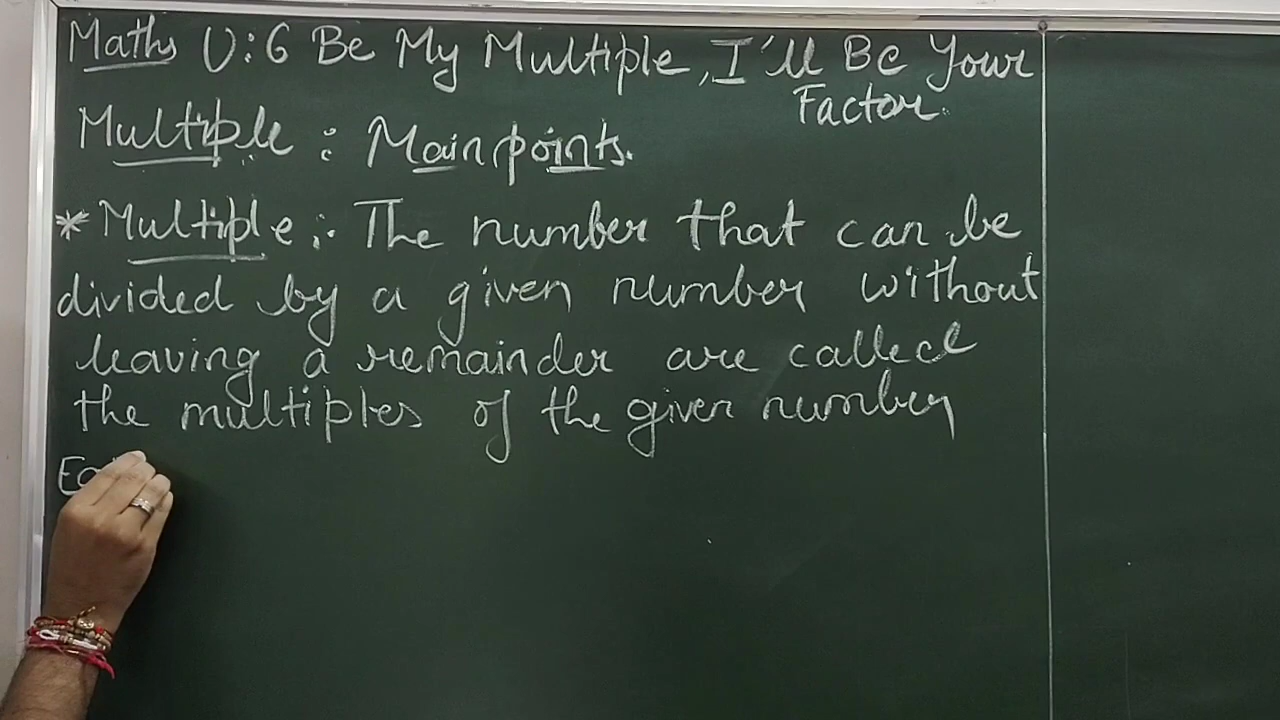 Maths U:6 Be My Multiple, I'll Be Your
Factor.
Multiple : Main points.
* Multiple :- The number that can be
divided by a given number without
leaving a remainder are called
the multiples of the given number